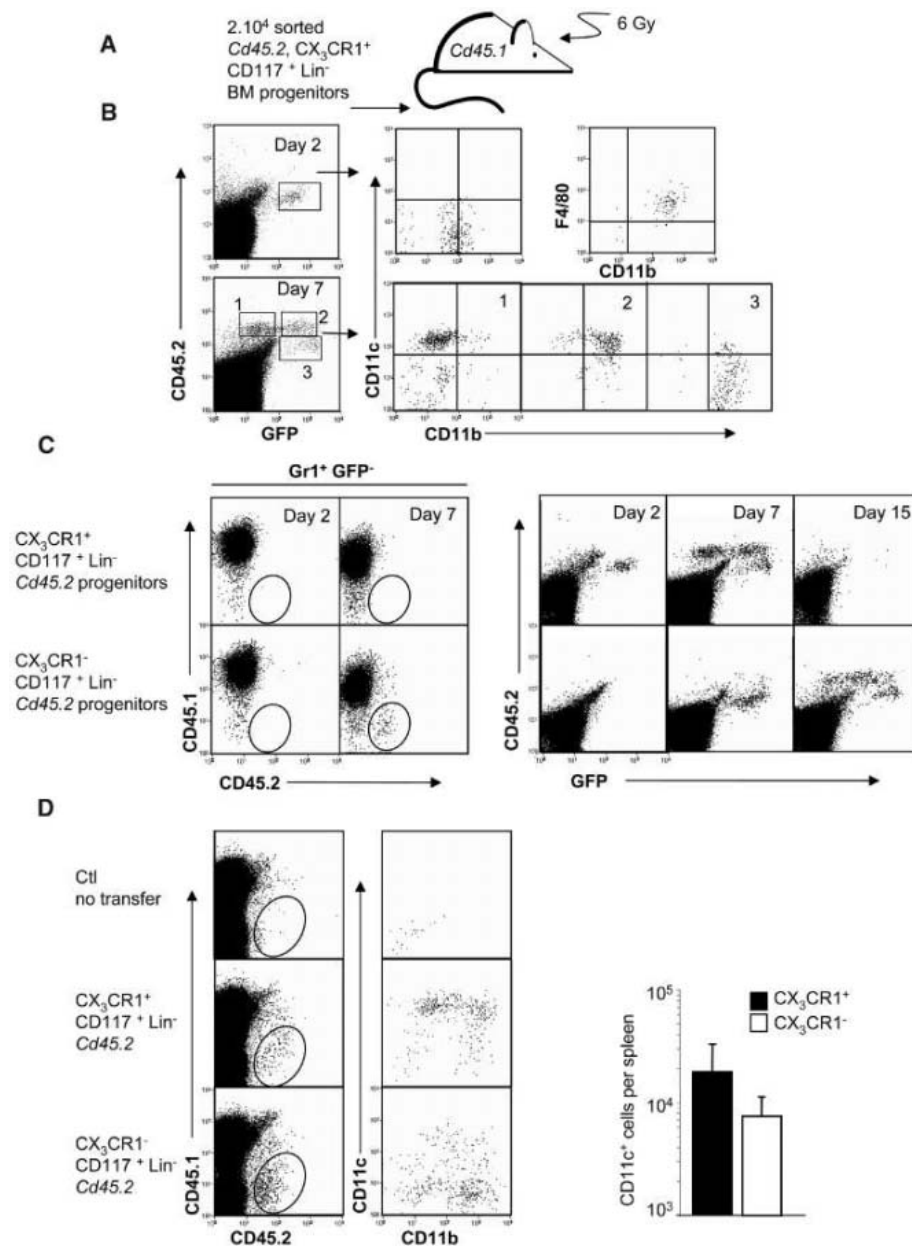 A
2.10⁴ sorted
Cd45.2, CX₃CR1⁺
CD117 ⁺ Lin⁻
BM progenitors
Cd45.1
6 Gy
B
Day 2
CD45.2
CD11c
F4/80
CD11b
Day 7
1
2
3
CD45.2
GFP
CD11c
1
2
3
CD11b
C
Gr1⁺ GFP⁻
Day 2
Day 7
Day 2
Day 7
Day 15
CX₃CR1⁺
CD117 ⁺ Lin⁻
Cd45.2 progenitors
CX₃CR1⁻
CD117 ⁺ Lin⁻
Cd45.2 progenitors
CD45.1
CD45.2
CD45.2
GFP
D
Ctl
no transfer
CX₃CR1⁺
CD117 ⁺ Lin⁻
Cd45.2
CX₃CR1⁻
CD117 ⁺ Lin⁻
Cd45.2
CD45.1
CD45.2
CD11c
CD11b
CD11c⁺ cells per spleen
10⁵
10⁴
10³
CX₃CR1⁺
CX₃CR1⁻